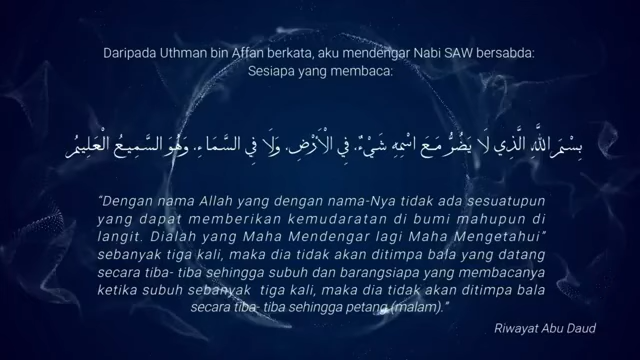 Daripada Uthman bin Affan berkata, aku mendengar Nabi SAW bersabda:
Sesiapa yang membaca:
بِسْمِ اللَّهِ الَّذِي لَا يَضُرُّ مَعَ اسْمِهِ شَيْءٌ. فِي الْأَرْضِ. وَلَا فِي السَّمَاءِ. وَهُوَ السَّمِيعُ الْعَلِيمُ
“Dengan nama Allah yang dengan nama-Nya tidak ada sesuatupun
yang dapat memberikan kemudaratan di bumi mahupun di
langit. Dialah yang Maha Mendengar lagi Maha Mengetahui”
sebanyak tiga kali, maka dia tidak akan ditimpa bala yang datang
secara tiba- tiba sehingga subuh dan barangsiapa yang membacanya
ketika subuh sebanyak tiga kali, maka dia tidak akan ditimpa bala
secara tiba- tiba sehingga petang (malam).”
Riwayat Abu Daud